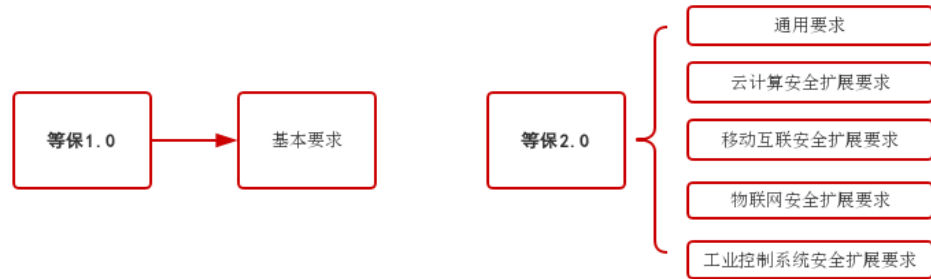 等保1.0
基本要求
等保2.0
通用要求
云计算安全扩展要求
移动互联安全扩展要求
物联网安全扩展要求
工业控制系统安全扩展要求